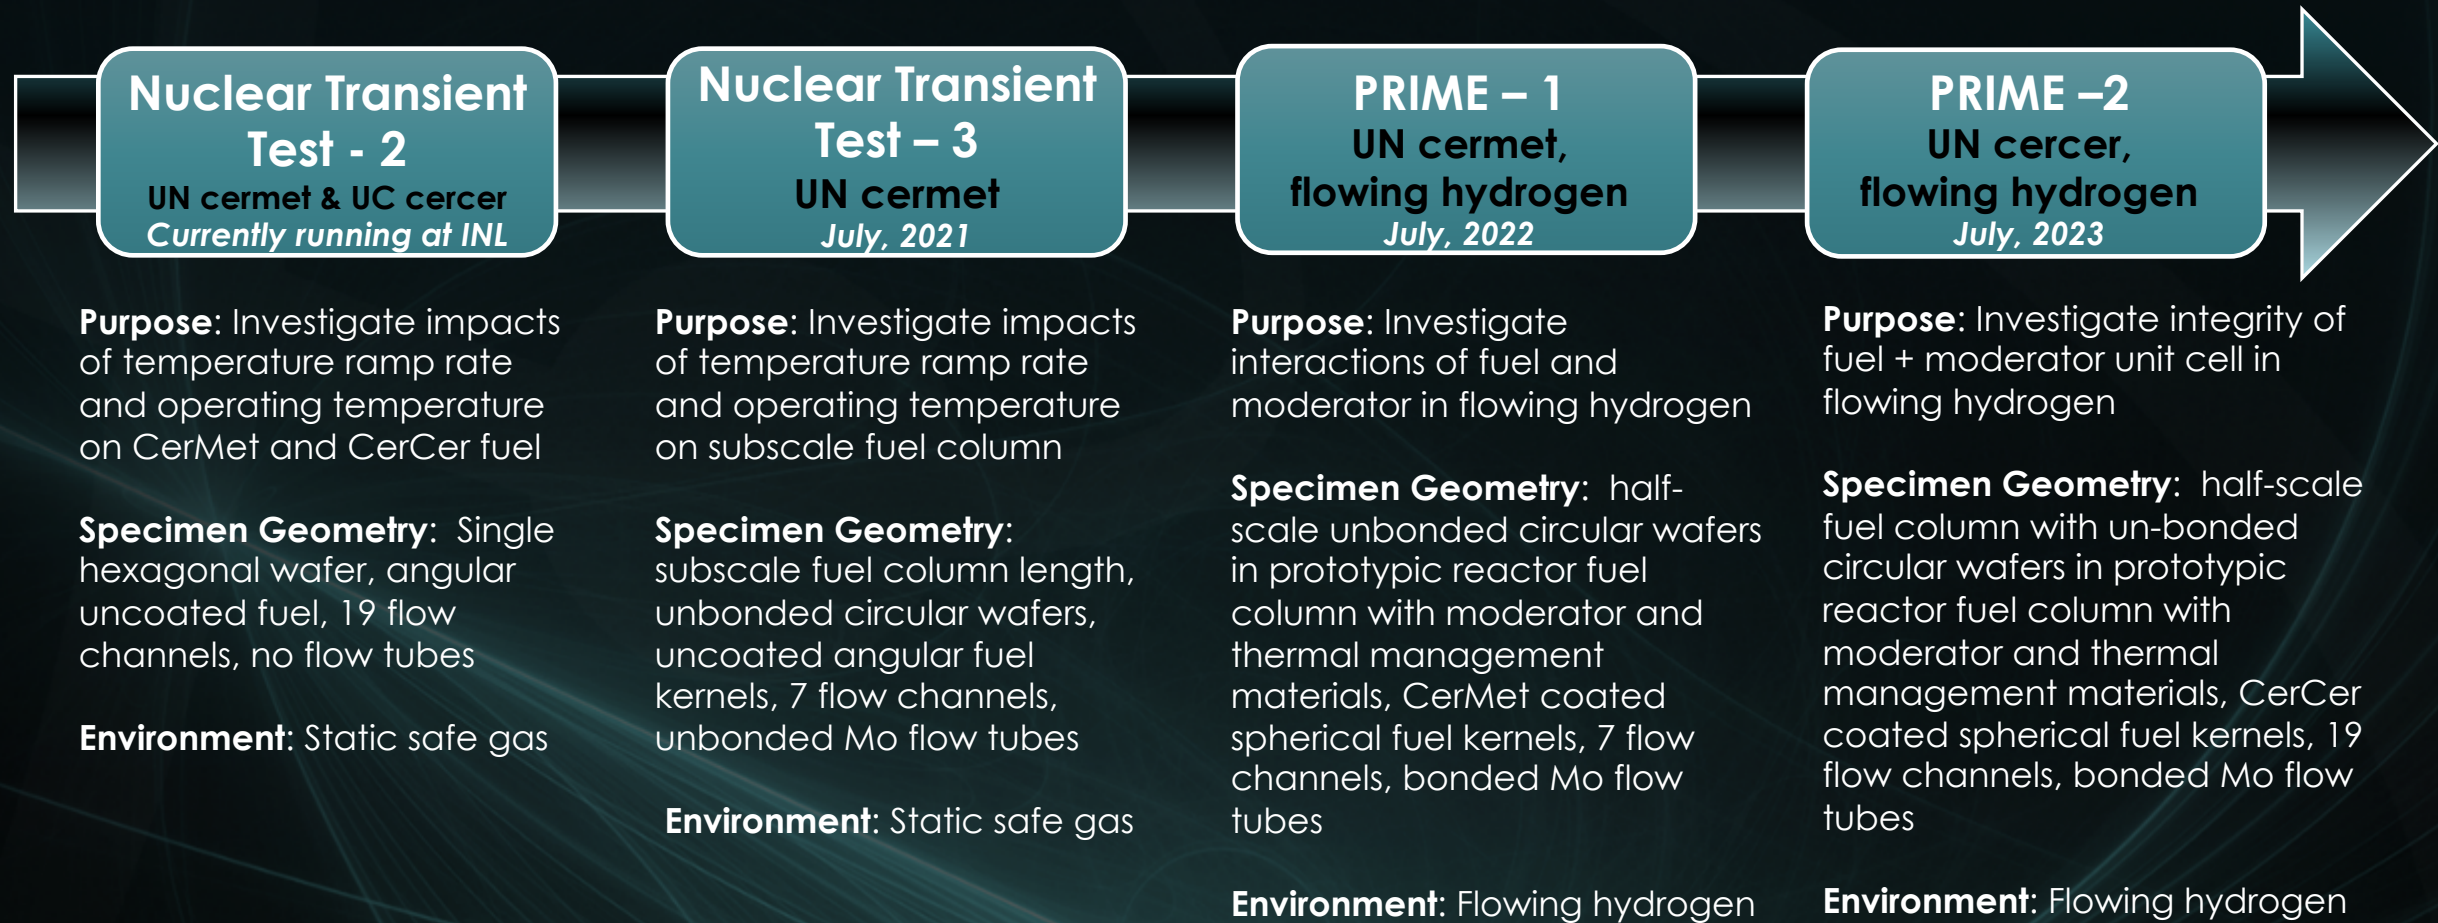 Nuclear Transient
Test - 2
UN cermet & UC cercer
Currently running at INL
Purpose: Investigate impacts
of temperature ramp rate
and operating temperature
on CerMet and CerCer fuel
Specimen Geometry:  Single
hexagonal wafer, angular
uncoated fuel, 19 flow
channels, no flow tubes
Environment: Static safe gas
Nuclear Transient
Test – 3
UN cermet
July, 2021
Purpose: Investigate impacts
of temperature ramp rate
and operating temperature
on subscale fuel column
Specimen Geometry:
subscale fuel column length,
unbonded circular wafers,
uncoated angular fuel
kernels, 7 flow channels,
unbonded Mo flow tubes
Environment: Static safe gas
PRIME – 1
UN cermet,
flowing hydrogen
July, 2022
Purpose: Investigate
interactions of fuel and
moderator in flowing hydrogen
Specimen Geometry:  half-
scale unbonded circular wafers
in prototypic reactor fuel
column with moderator and
thermal management
materials, CerMet coated
spherical fuel kernels, 7 flow
channels, bonded Mo flow
tubes
Environment: Flowing hydrogen
PRIME –2
UN cercer,
flowing hydrogen
July, 2023
Purpose: Investigate integrity of
fuel + moderator unit cell in
flowing hydrogen
Specimen Geometry:  half-scale
fuel column with un-bonded
circular wafers in prototypic
reactor fuel column with
moderator and thermal
management materials, CerCer
coated spherical fuel kernels, 19
flow channels, bonded Mo flow
tubes
Environment: Flowing hydrogen